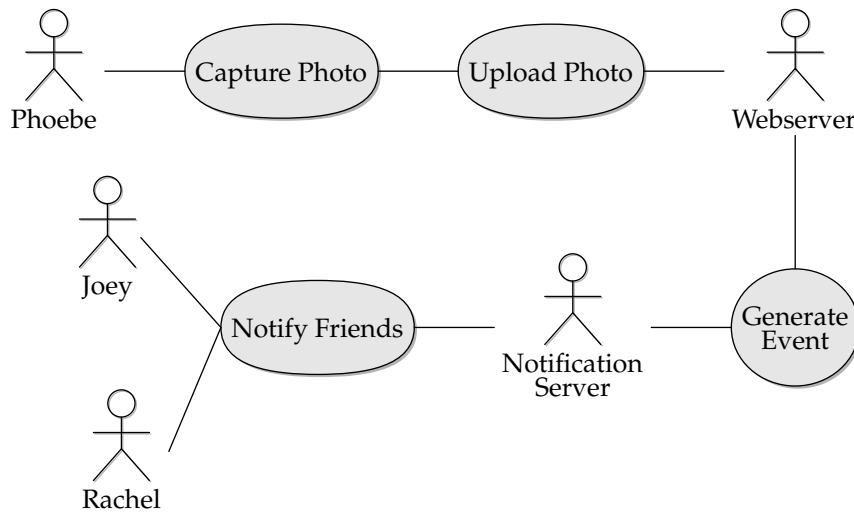 Capture Photo
Upload Photo
Phoebe
Webserver
Joey
Notify Friends
Generate
Event
Notification
Server
Rachel